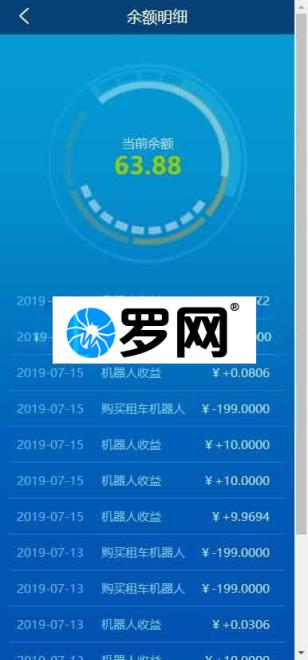 余额明细
当前余额
63.88
2019-
72
罗网®
2019-
000
2019-07-15 机器人收益 ¥+0.0806
2019-07-15 购买租车机器人 ¥-199.0000
2019-07-15 机器人收益 ¥+10.0000
2019-07-15 机器人收益 ¥+10.0000
2019-07-15 机器人收益 ¥+9.9694
2019-07-13 购买租车机器人 ¥-199.0000
2019-07-13 购买租车机器人 ¥-199.0000
2019-07-13 机器人收益 ¥+0.0306
2019-07-13 机器人收益 ¥+10.0000